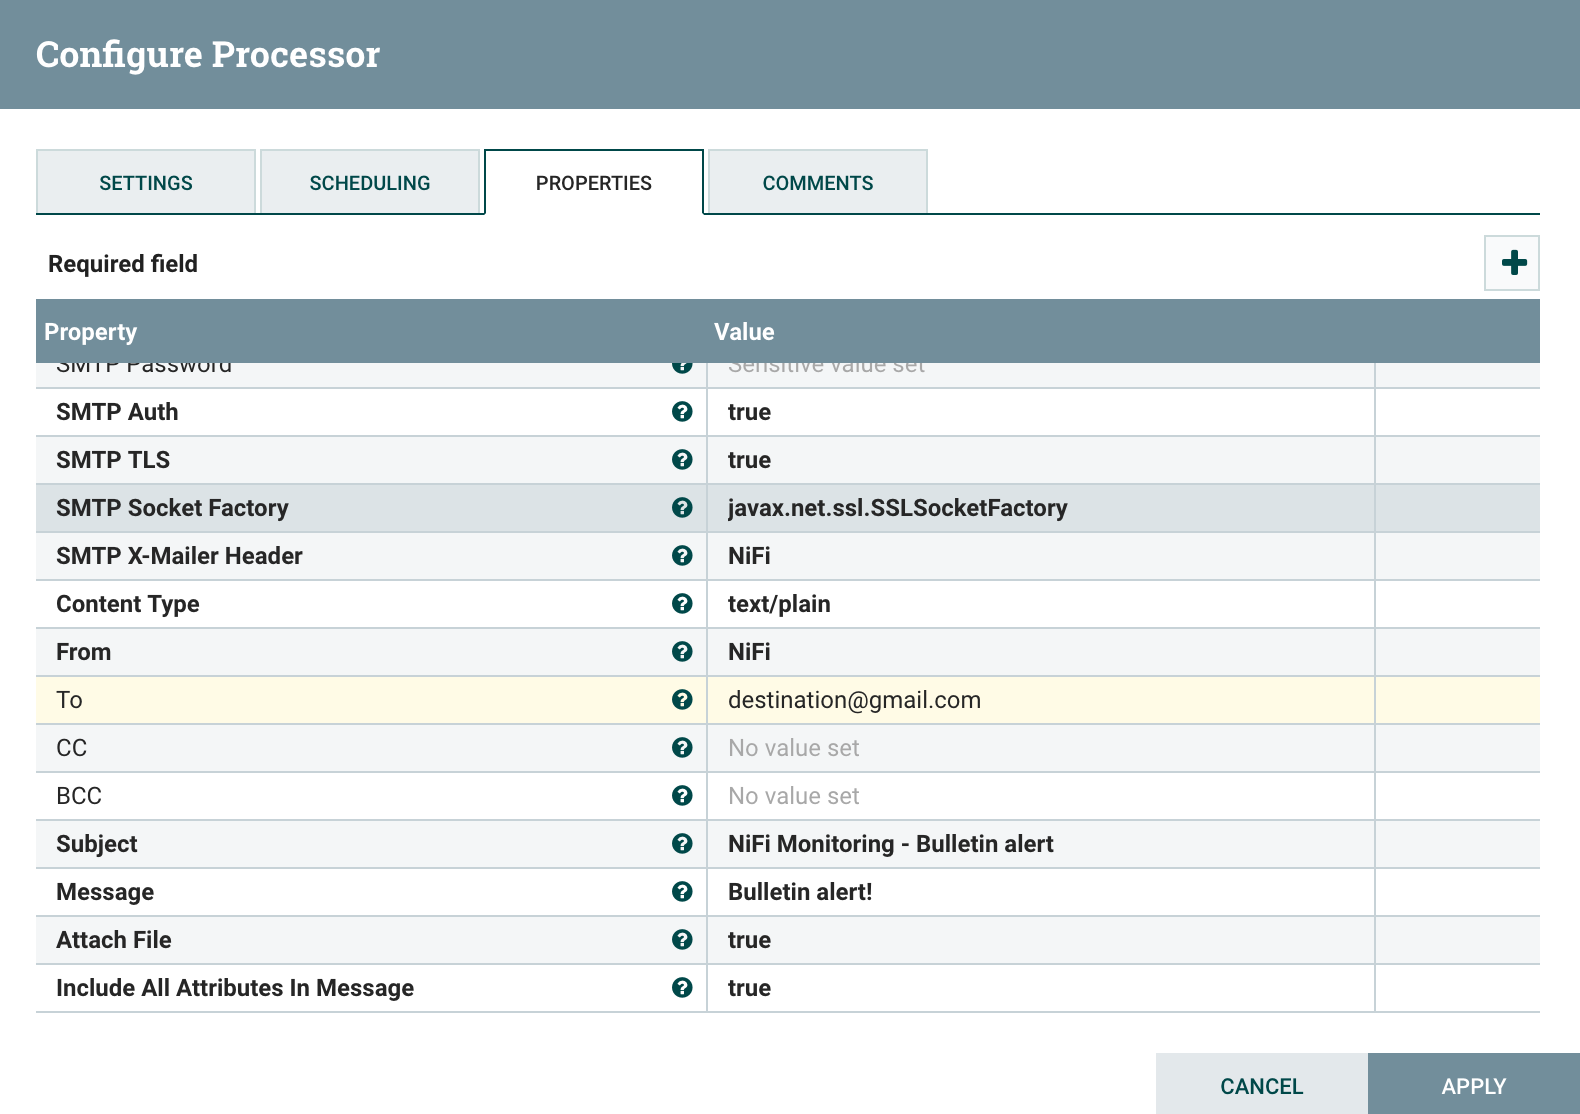 Configure Processor
SETTINGS SCHEDULING PROPERTIES COMMENTS
Required field
Property Value
SMTP Password Sensitive value set
SMTP Auth true
SMTP TLS true
SMTP Socket Factory javax.net.ssl.SSLSocketFactory
SMTP X-Mailer Header NiFi
Content Type text/plain
From NiFi
To destination@gmail.com
CC No value set
BCC No value set
Subject NiFi Monitoring - Bulletin alert
Message Bulletin alert!
Attach File true
Include All Attributes In Message true
CANCEL APPLY